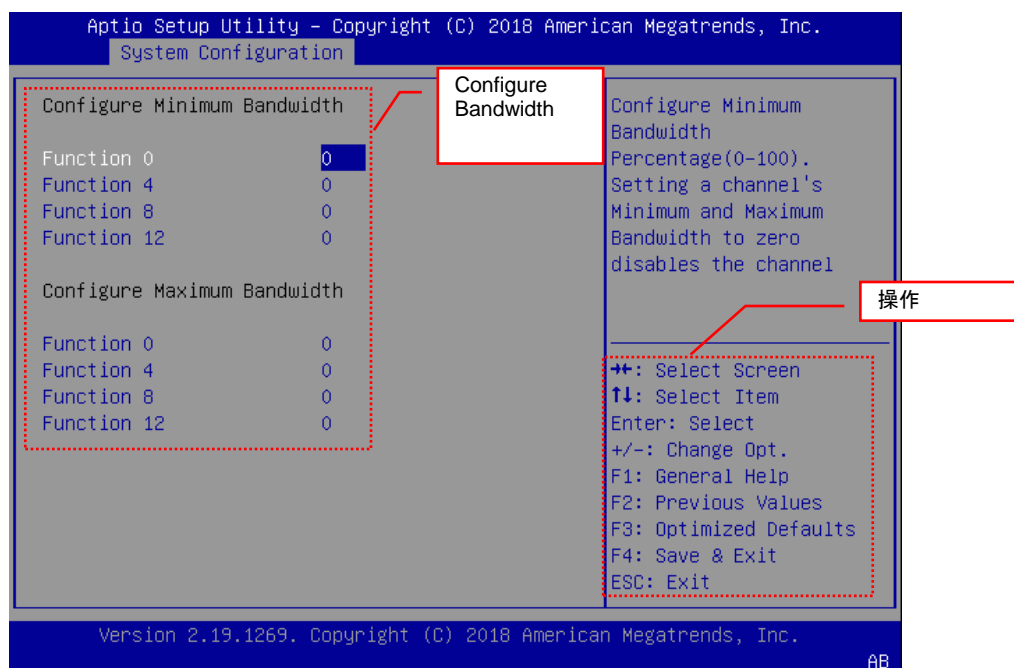 Aptio Setup Utility – Copyright (C) 2018 American Megatrends, Inc.
System Configuration
Configure Minimum Bandwidth
Function 0 0
Function 4 0
Function 8 0
Function 12 0
Configure Maximum Bandwidth
Function 0 0
Function 4 0
Function 8 0
Function 12 0
Configure
Bandwidth
Configure Minimum
Bandwidth
Percentage(0-100).
Setting a channel's
Minimum and Maximum
Bandwidth to zero
disables the channel
操作
→←: Select Screen
↑↓: Select Item
Enter: Select
+/-: Change Opt.
F1: General Help
F2: Previous Values
F3: Optimized Defaults
F4: Save & Exit
ESC: Exit
Version 2.19.1269. Copyright (C) 2018 American Megatrends, Inc.
AB